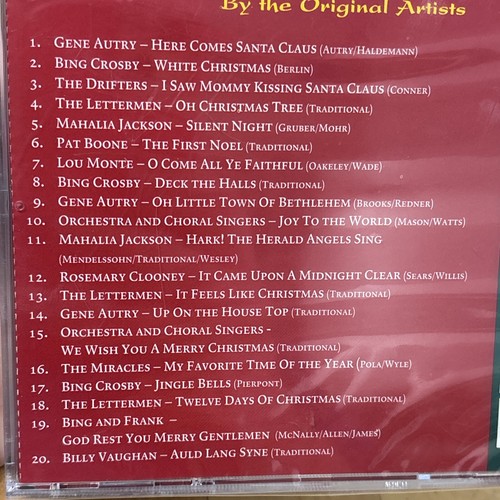 By the Original Artists
1. GENE AUTRY – HERE COMES SANTA CLAUS (AUTRY/HALDEMANN)
2. BING CROSBY – WHITE CHRISTMAS (BERLIN)
3. THE DRIFTERS – I SAW MOMMY KISSING SANTA CLAUS (CONNER)
4. THE LETTERMEN – OH CHRISTMAS TREE (TRADITIONAL)
5. MAHALIA JACKSON – SILENT NIGHT (GRUBER/MOHR)
6. PAT BOONE – THE FIRST NOEL (TRADITIONAL)
7. LOU MONTE – O COME ALL YE FAITHFUL (OAKELEY/WADE)
8. BING CROSBY – DECK THE HALLS (TRADITIONAL)
9. GENE AUTRY – OH LITTLE TOWN OF BETHLEHEM (BROOKS/REDNER)
10. ORCHESTRA AND CHORAL SINGERS – JOY TO THE WORLD (MASON/WATTS)
11. MAHALIA JACKSON – HARK! THE HERALD ANGELS SING
(MENDELSSOHN/TRADITIONAL/WESLEY)
12. ROSEMARY CLOONEY – IT CAME UPON A MIDNIGHT CLEAR (SEARS/WILLIS)
13. THE LETTERMEN – IT FEELS LIKE CHRISTMAS (TRADITIONAL)
14. GENE AUTRY – UP ON THE HOUSE TOP (TRADITIONAL)
15. ORCHESTRA AND CHORAL SINGERS -
WE WISH YOU A MERRY CHRISTMAS (TRADITIONAL)
16. THE MIRACLES – MY FAVORITE TIME OF THE YEAR (POLA/WYLE)
17. BING CROSBY – JINGLE BELLS (PIERPONT)
18. THE LETTERMEN – TWELVE DAYS OF CHRISTMAS (TRADITIONAL)
19. BING AND FRANK –
GOD REST YOU MERRY GENTLEMEN (MCNALLY/ALLEN/JAMES)
20. BILLY VAUGHAN – AULD LANG SYNE (TRADITIONAL)